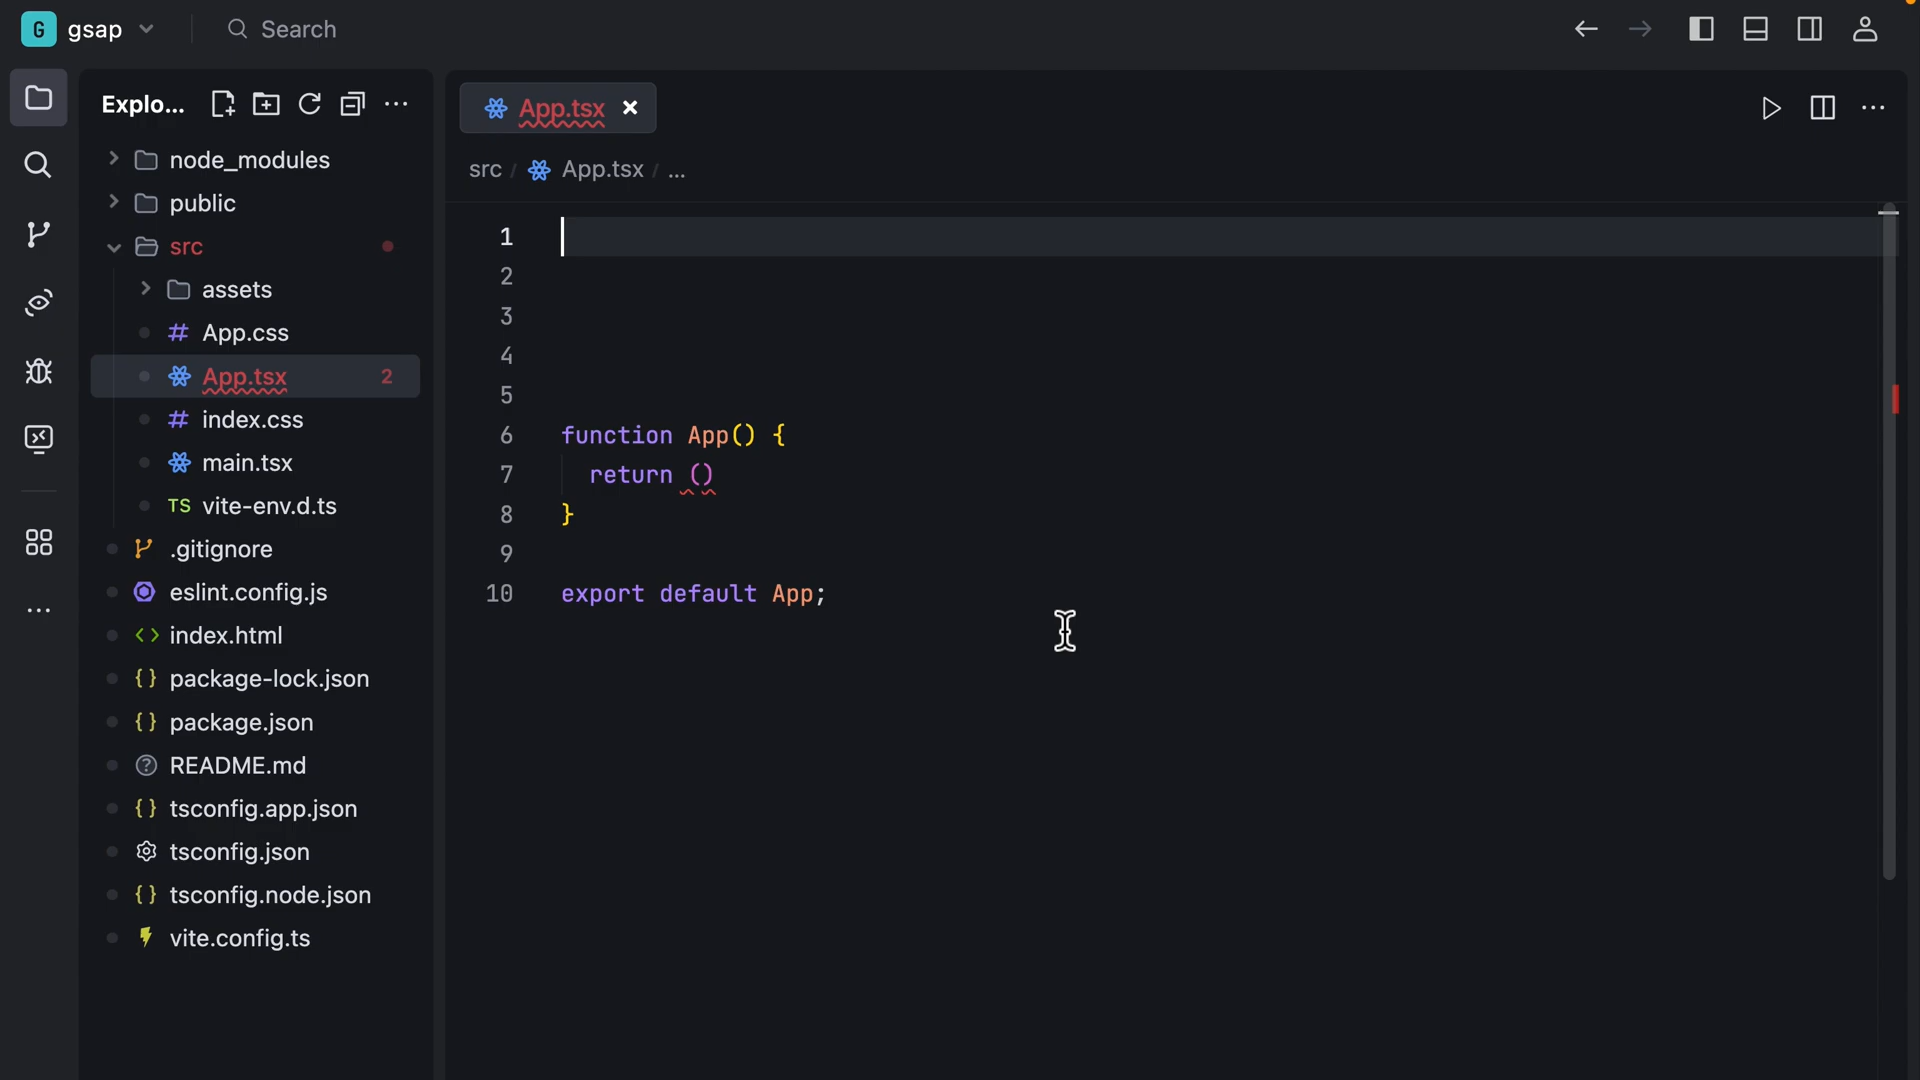 G gsap Search
Explo...
node_modules
public
src
assets
# App.css
App.tsx 2
# index.css
main.tsx
TS vite-env.d.ts
.gitignore
eslint.config.js
<> index.html
{} package-lock.json
{} package.json
README.md
{} tsconfig.app.json
tsconfig.json
{} tsconfig.node.json
vite.config.ts
App.tsx
src / App.tsx / ...
1
2
3
4
5
6 function App() {
7 return ()
8 }
9
10 export default App;